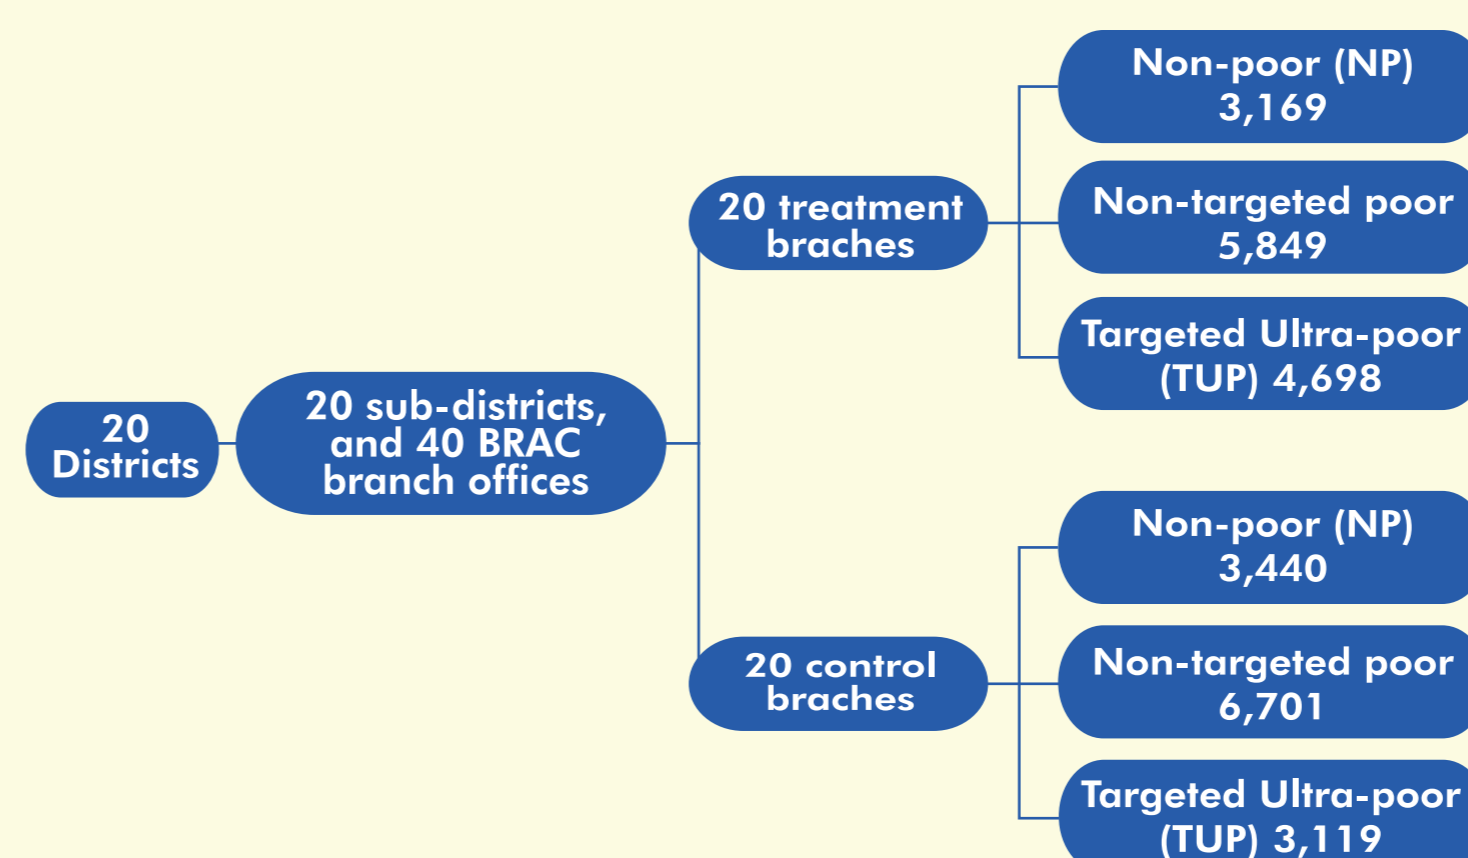 20
Districts
20 sub-districts,
and 40 BRAC
branch offices
20 treatment
braches
Non-poor (NP)
3,169
Non-targeted poor
5,849
Targeted Ultra-poor
(TUP) 4,698
20 control
braches
Non-poor (NP)
3,440
Non-targeted poor
6,701
Targeted Ultra-poor
(TUP) 3,119